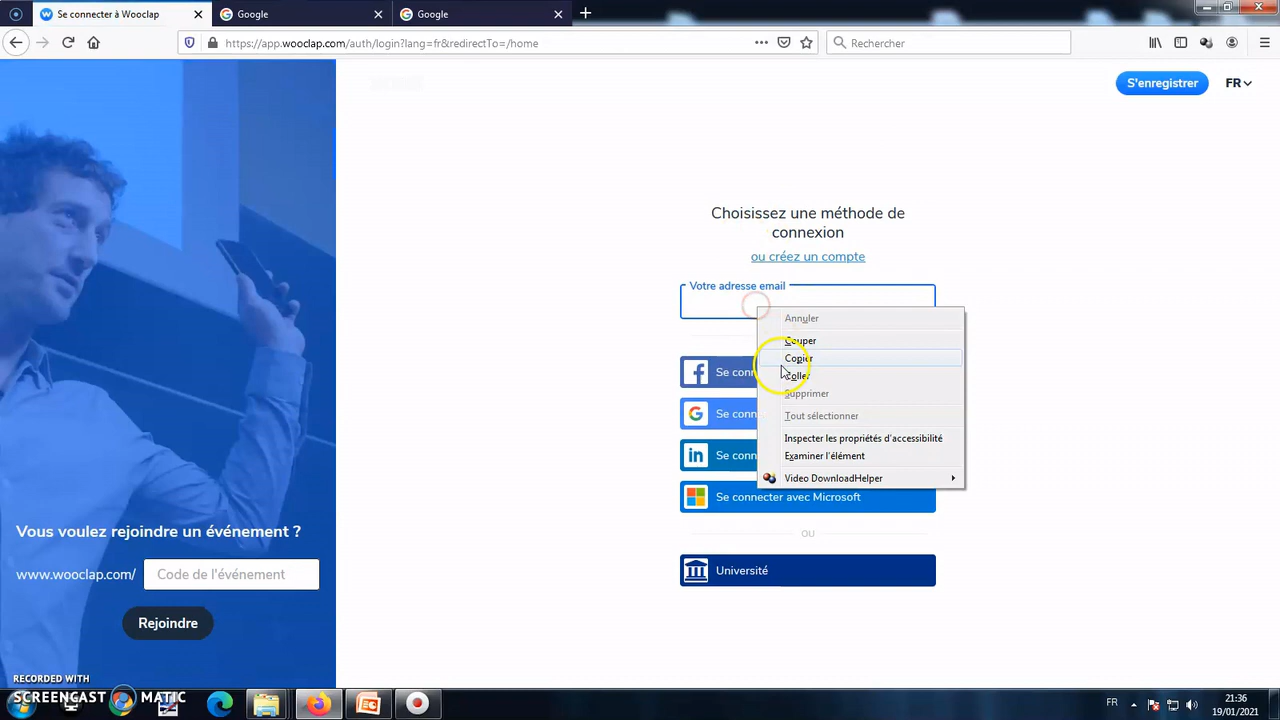 Se connecter à Wooclap
Google
Google
https://app.wooclap.com/auth/login?lang=fr&redirectTo=/home
Rechercher
S'enregistrer
FR
Choisissez une méthode de
connexion
ou créez un compte
Votre adresse email
Annuler
Couper
Copier
Coller
Supprimer
Tout sélectionner
Inspecter les propriétés d'accessibilité
Examiner l'élément
Video DownloadHelper
Se conn
Se conn
Se conn
Se connecter avec Microsoft
OU
Université
Vous voulez rejoindre un événement ?
www.wooclap.com/
Code de l'événement
Rejoindre
RECORDED WITH
SCREENCAST MATIC
FR
21:36
19/01/2021